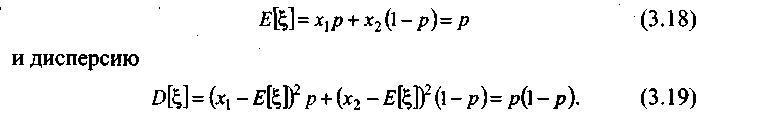 E[ξ] = x₁p + x₂(1 − p) = p (3.18)
и дисперсию
D[ξ] = (x₁ − E[ξ])² p + (x₂ − E[ξ])² (1 − p) = p(1 − p). (3.19)